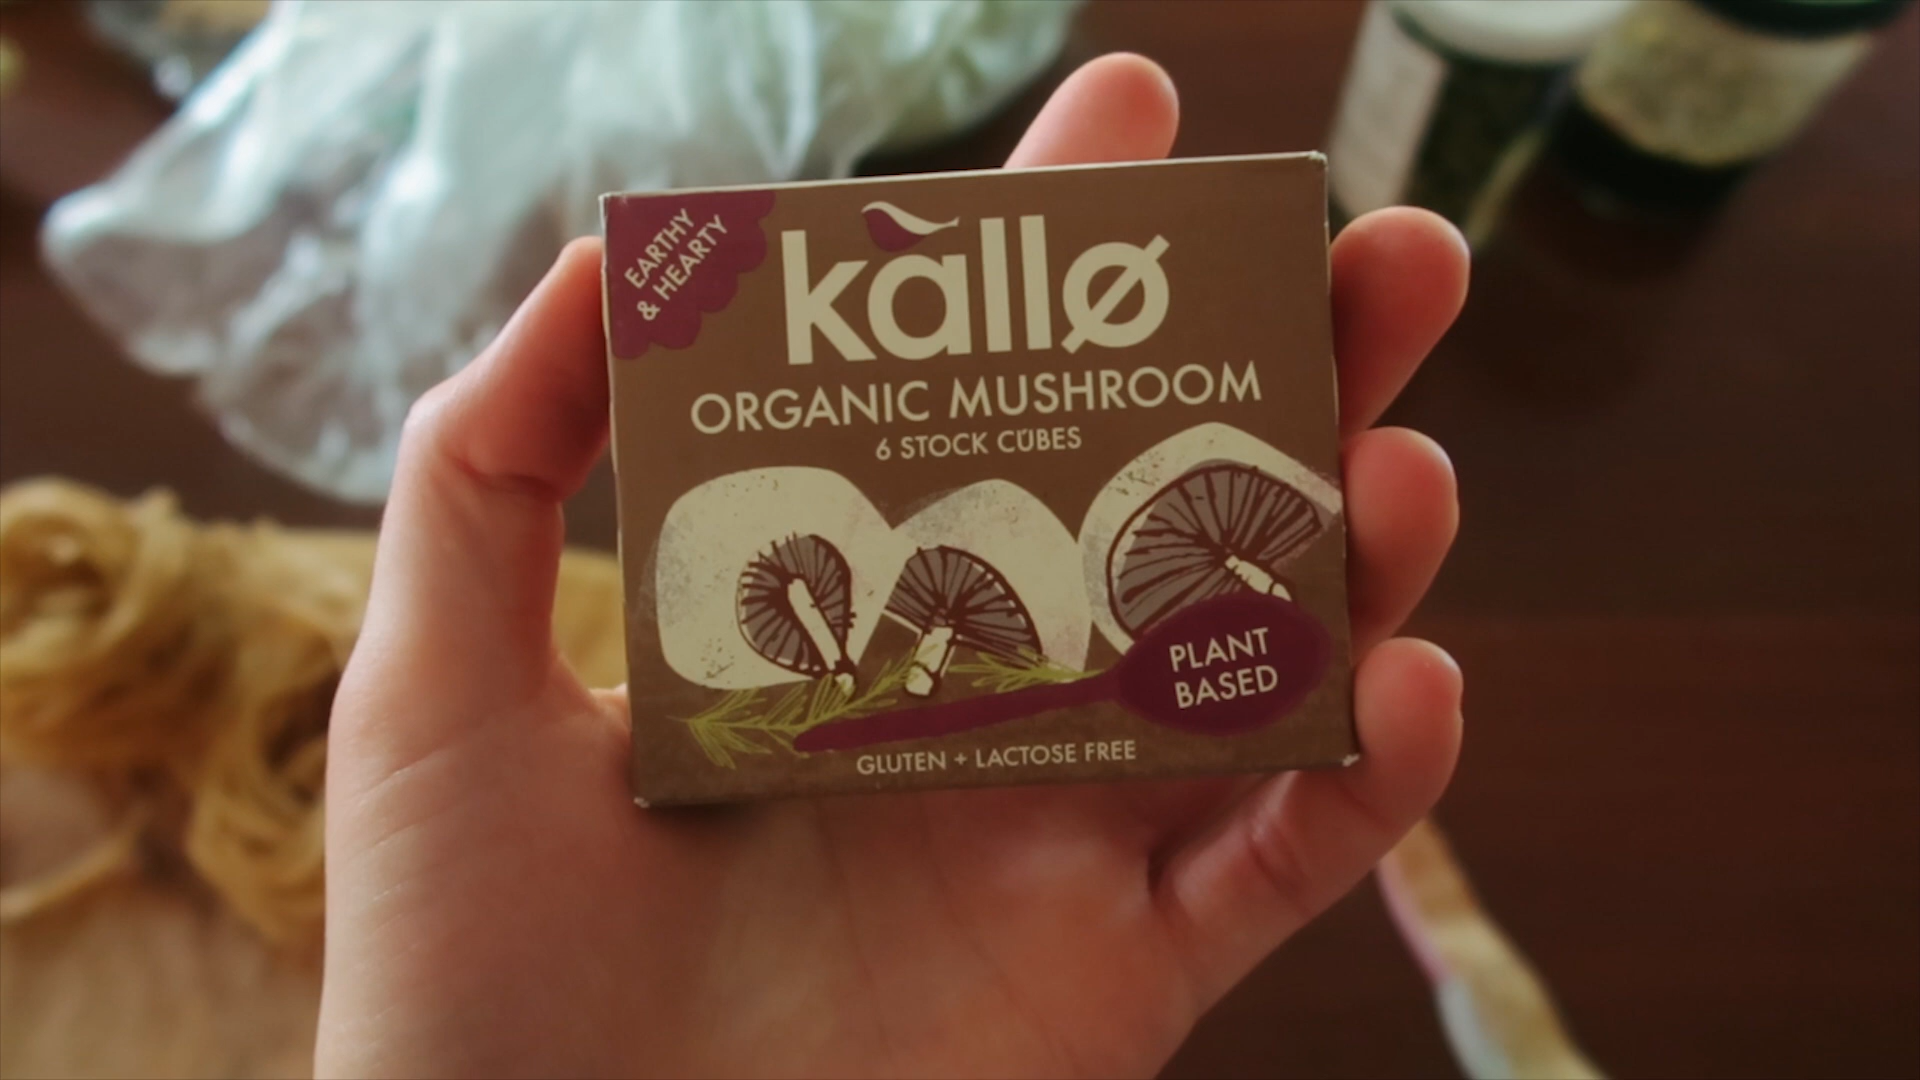 EARTHY
& HEARTY
kallø
ORGANIC MUSHROOM
6 STOCK CUBES
PLANT
BASED
GLUTEN + LACTOSE FREE